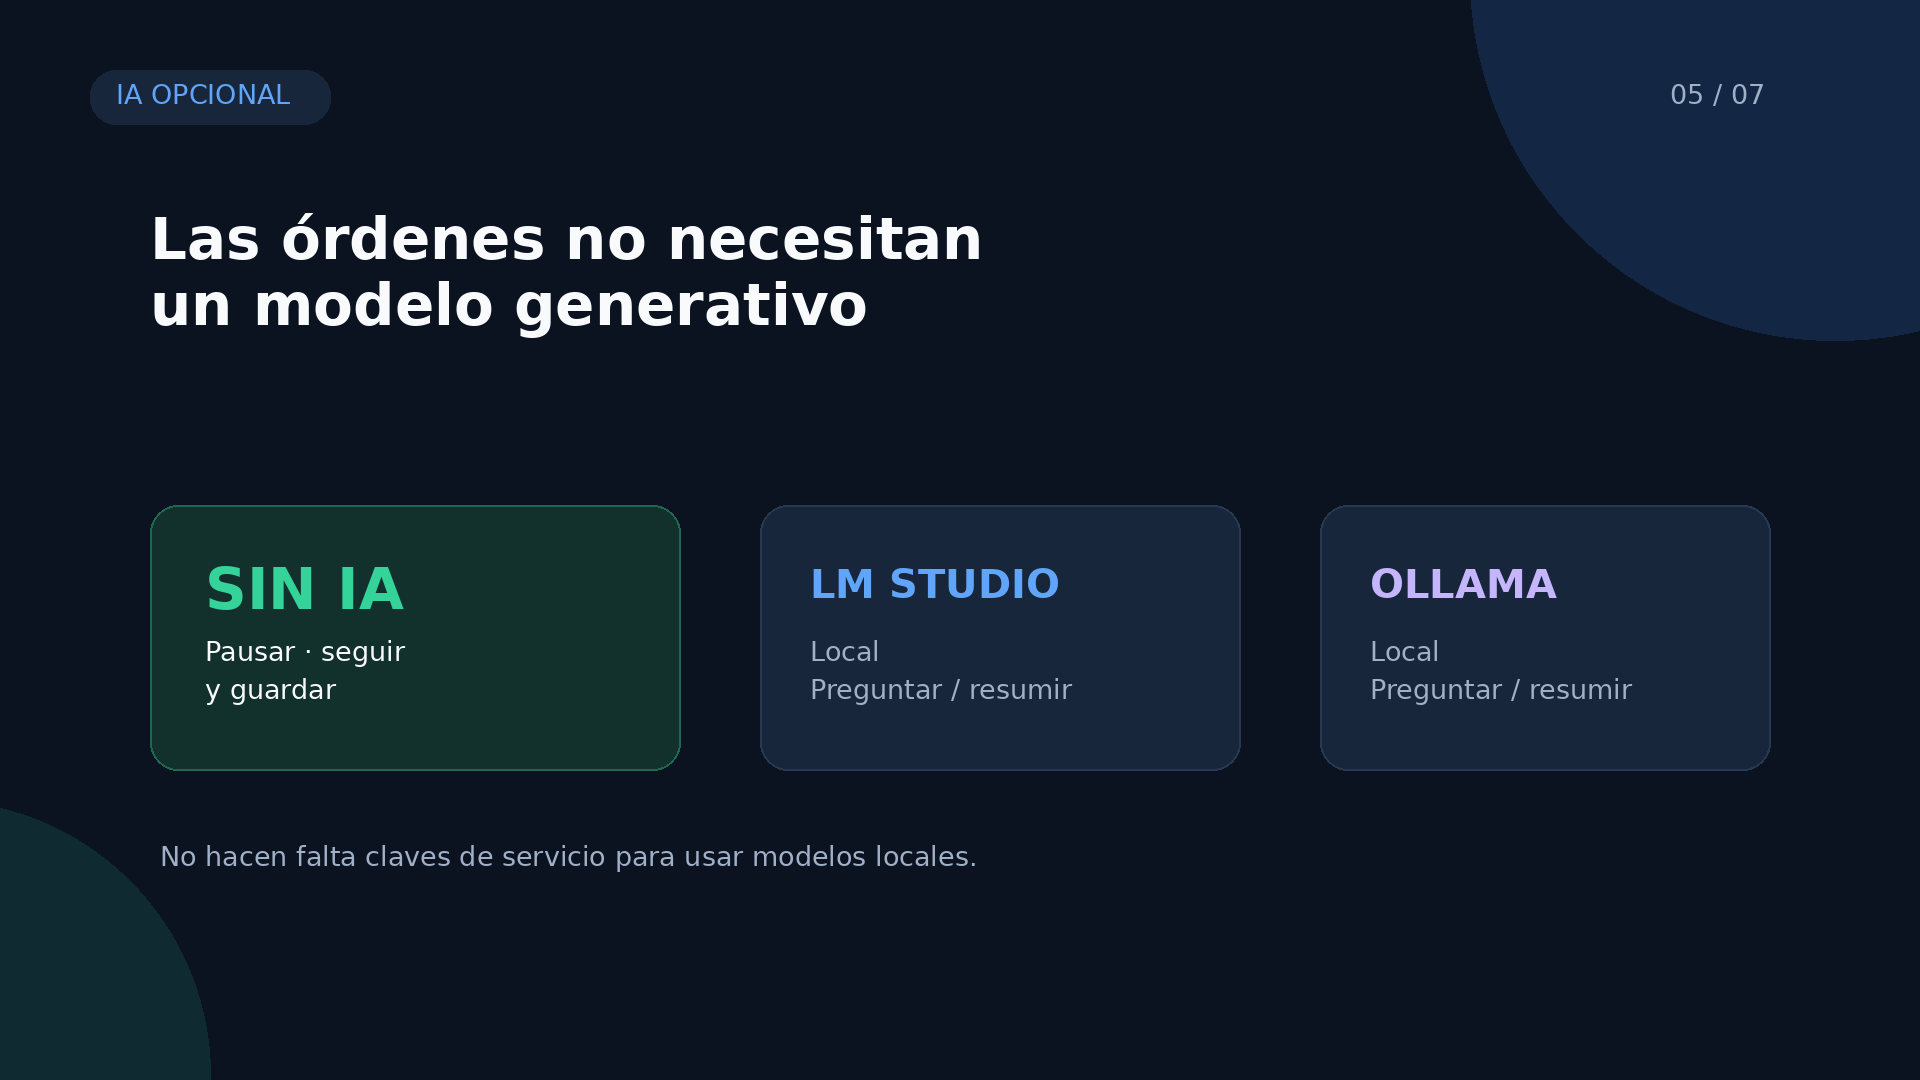 IA OPCIONAL
05 / 07
Las órdenes no necesitan
un modelo generativo
SIN IA
Pausar · seguir
y guardar
LM STUDIO
Local
Preguntar / resumir
OLLAMA
Local
Preguntar / resumir
No hacen falta claves de servicio para usar modelos locales.